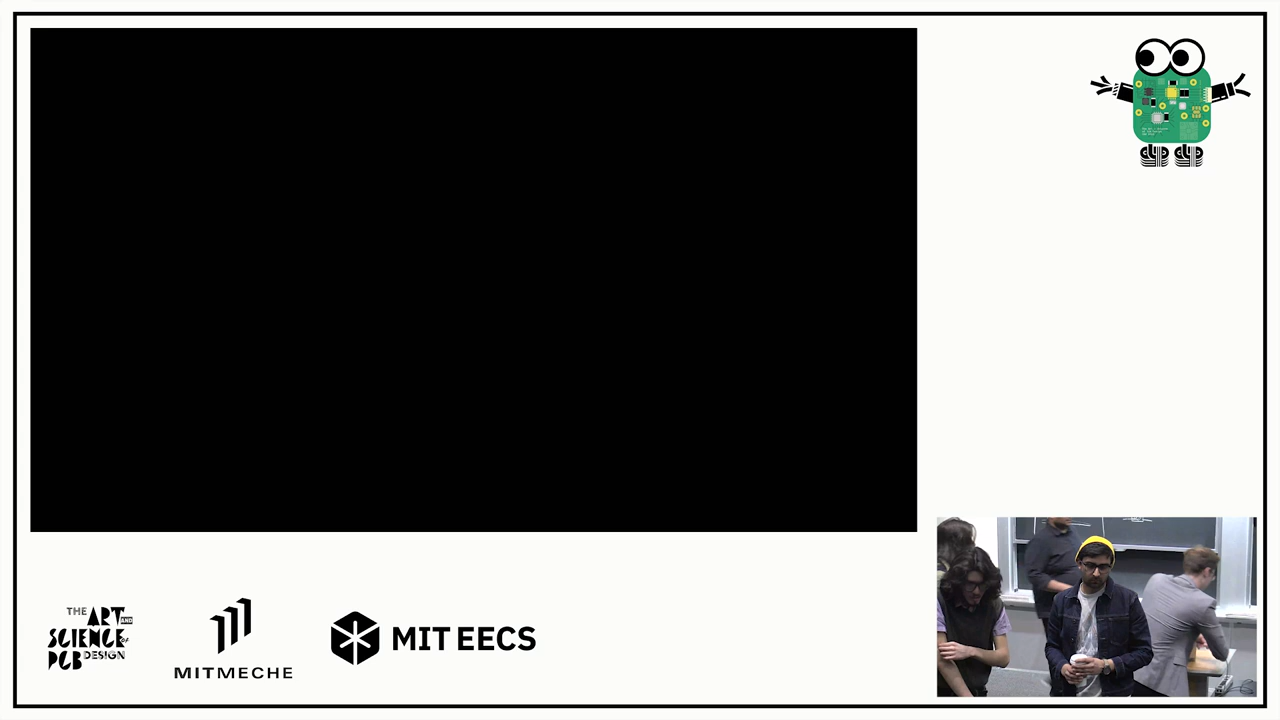 THE ART AND
SCIENCE OF
PCB DESIGN
MITMECHE
MIT EECS